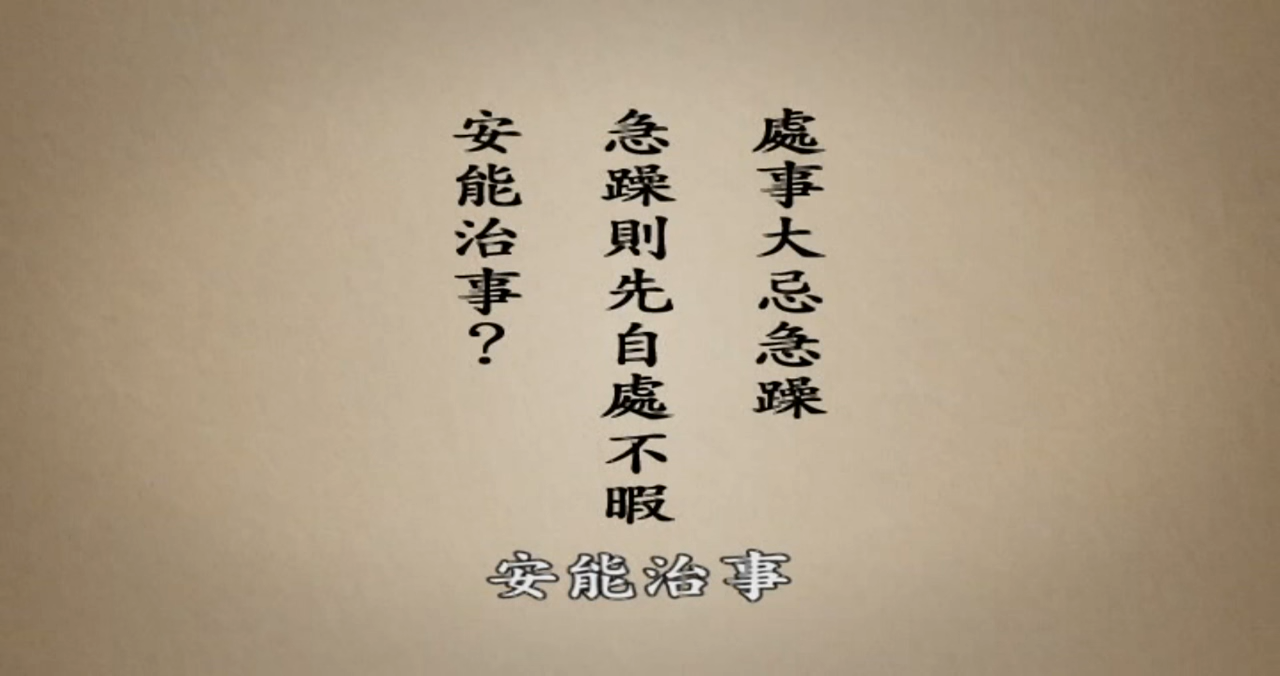 處事大忌急躁
急躁則先自處不暇
安能治事？
安能治事